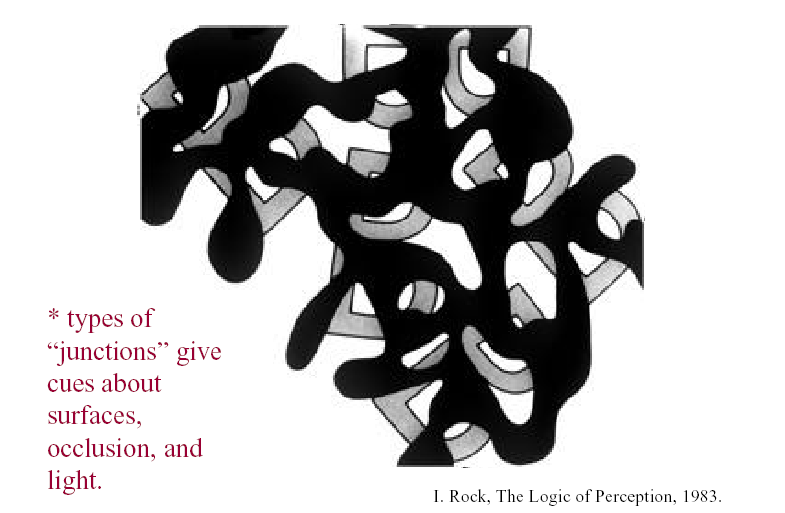 * types of
“junctions” give
cues about
surfaces,
occlusion, and
light.
I. Rock, The Logic of Perception, 1983.